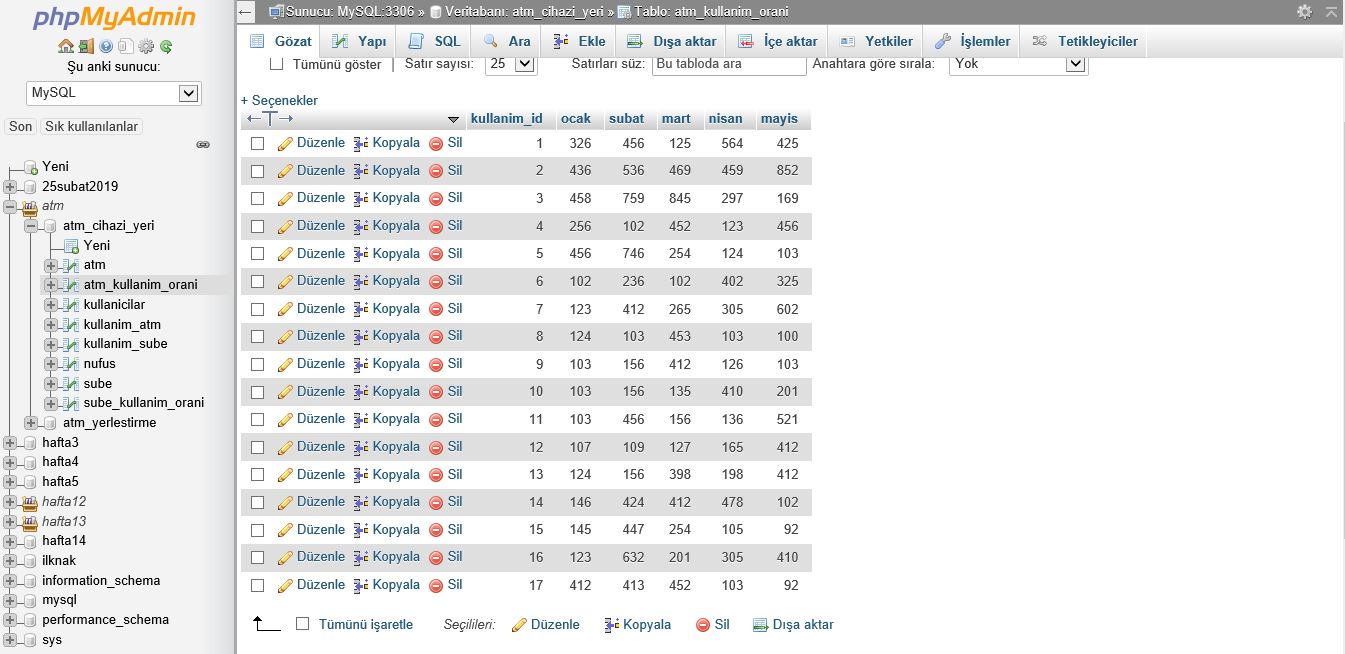 phpMyAdmin
Şu anki sunucu:
MySQL
Son Sık kullanılanlar
Yeni
25subat2019
atm
atm_cihazi_yeri
Yeni
atm
atm_kullanim_orani
kullanicilar
kullanim_atm
kullanim_sube
nufus
sube
sube_kullanim_orani
atm_yerlestirme
hafta3
hafta4
hafta5
hafta12
hafta13
hafta14
ilknak
information_schema
mysql
performance_schema
sys
Sunucu: MySQL:3306 » Veritabanı: atm_cihazi_yeri » Tablo: atm_kullanim_orani
Gözat Yapı SQL Ara Ekle Dışa aktar İçe aktar Yetkiler İşlemler Tetikleyiciler
Tümünü göster | Satır sayısı: 25 Satırları süz: Bu tabloda ara Anahtara göre sırala: Yok
+ Seçenekler
←T→ kullanim_id ocak subat mart nisan mayis
Düzenle Kopyala Sil 1 326 456 125 564 425
Düzenle Kopyala Sil 2 436 536 469 459 852
Düzenle Kopyala Sil 3 458 759 845 297 169
Düzenle Kopyala Sil 4 256 102 452 123 456
Düzenle Kopyala Sil 5 456 746 254 124 103
Düzenle Kopyala Sil 6 102 236 102 402 325
Düzenle Kopyala Sil 7 123 412 265 305 602
Düzenle Kopyala Sil 8 124 103 453 103 100
Düzenle Kopyala Sil 9 103 156 412 126 103
Düzenle Kopyala Sil 10 103 156 135 410 201
Düzenle Kopyala Sil 11 103 456 156 136 521
Düzenle Kopyala Sil 12 107 109 127 165 412
Düzenle Kopyala Sil 13 124 156 398 198 412
Düzenle Kopyala Sil 14 146 424 412 478 102
Düzenle Kopyala Sil 15 145 447 254 105 92
Düzenle Kopyala Sil 16 123 632 201 305 410
Düzenle Kopyala Sil 17 412 413 452 103 92
Tümünü işaretle Seçilileri: Düzenle Kopyala Sil Dışa aktar